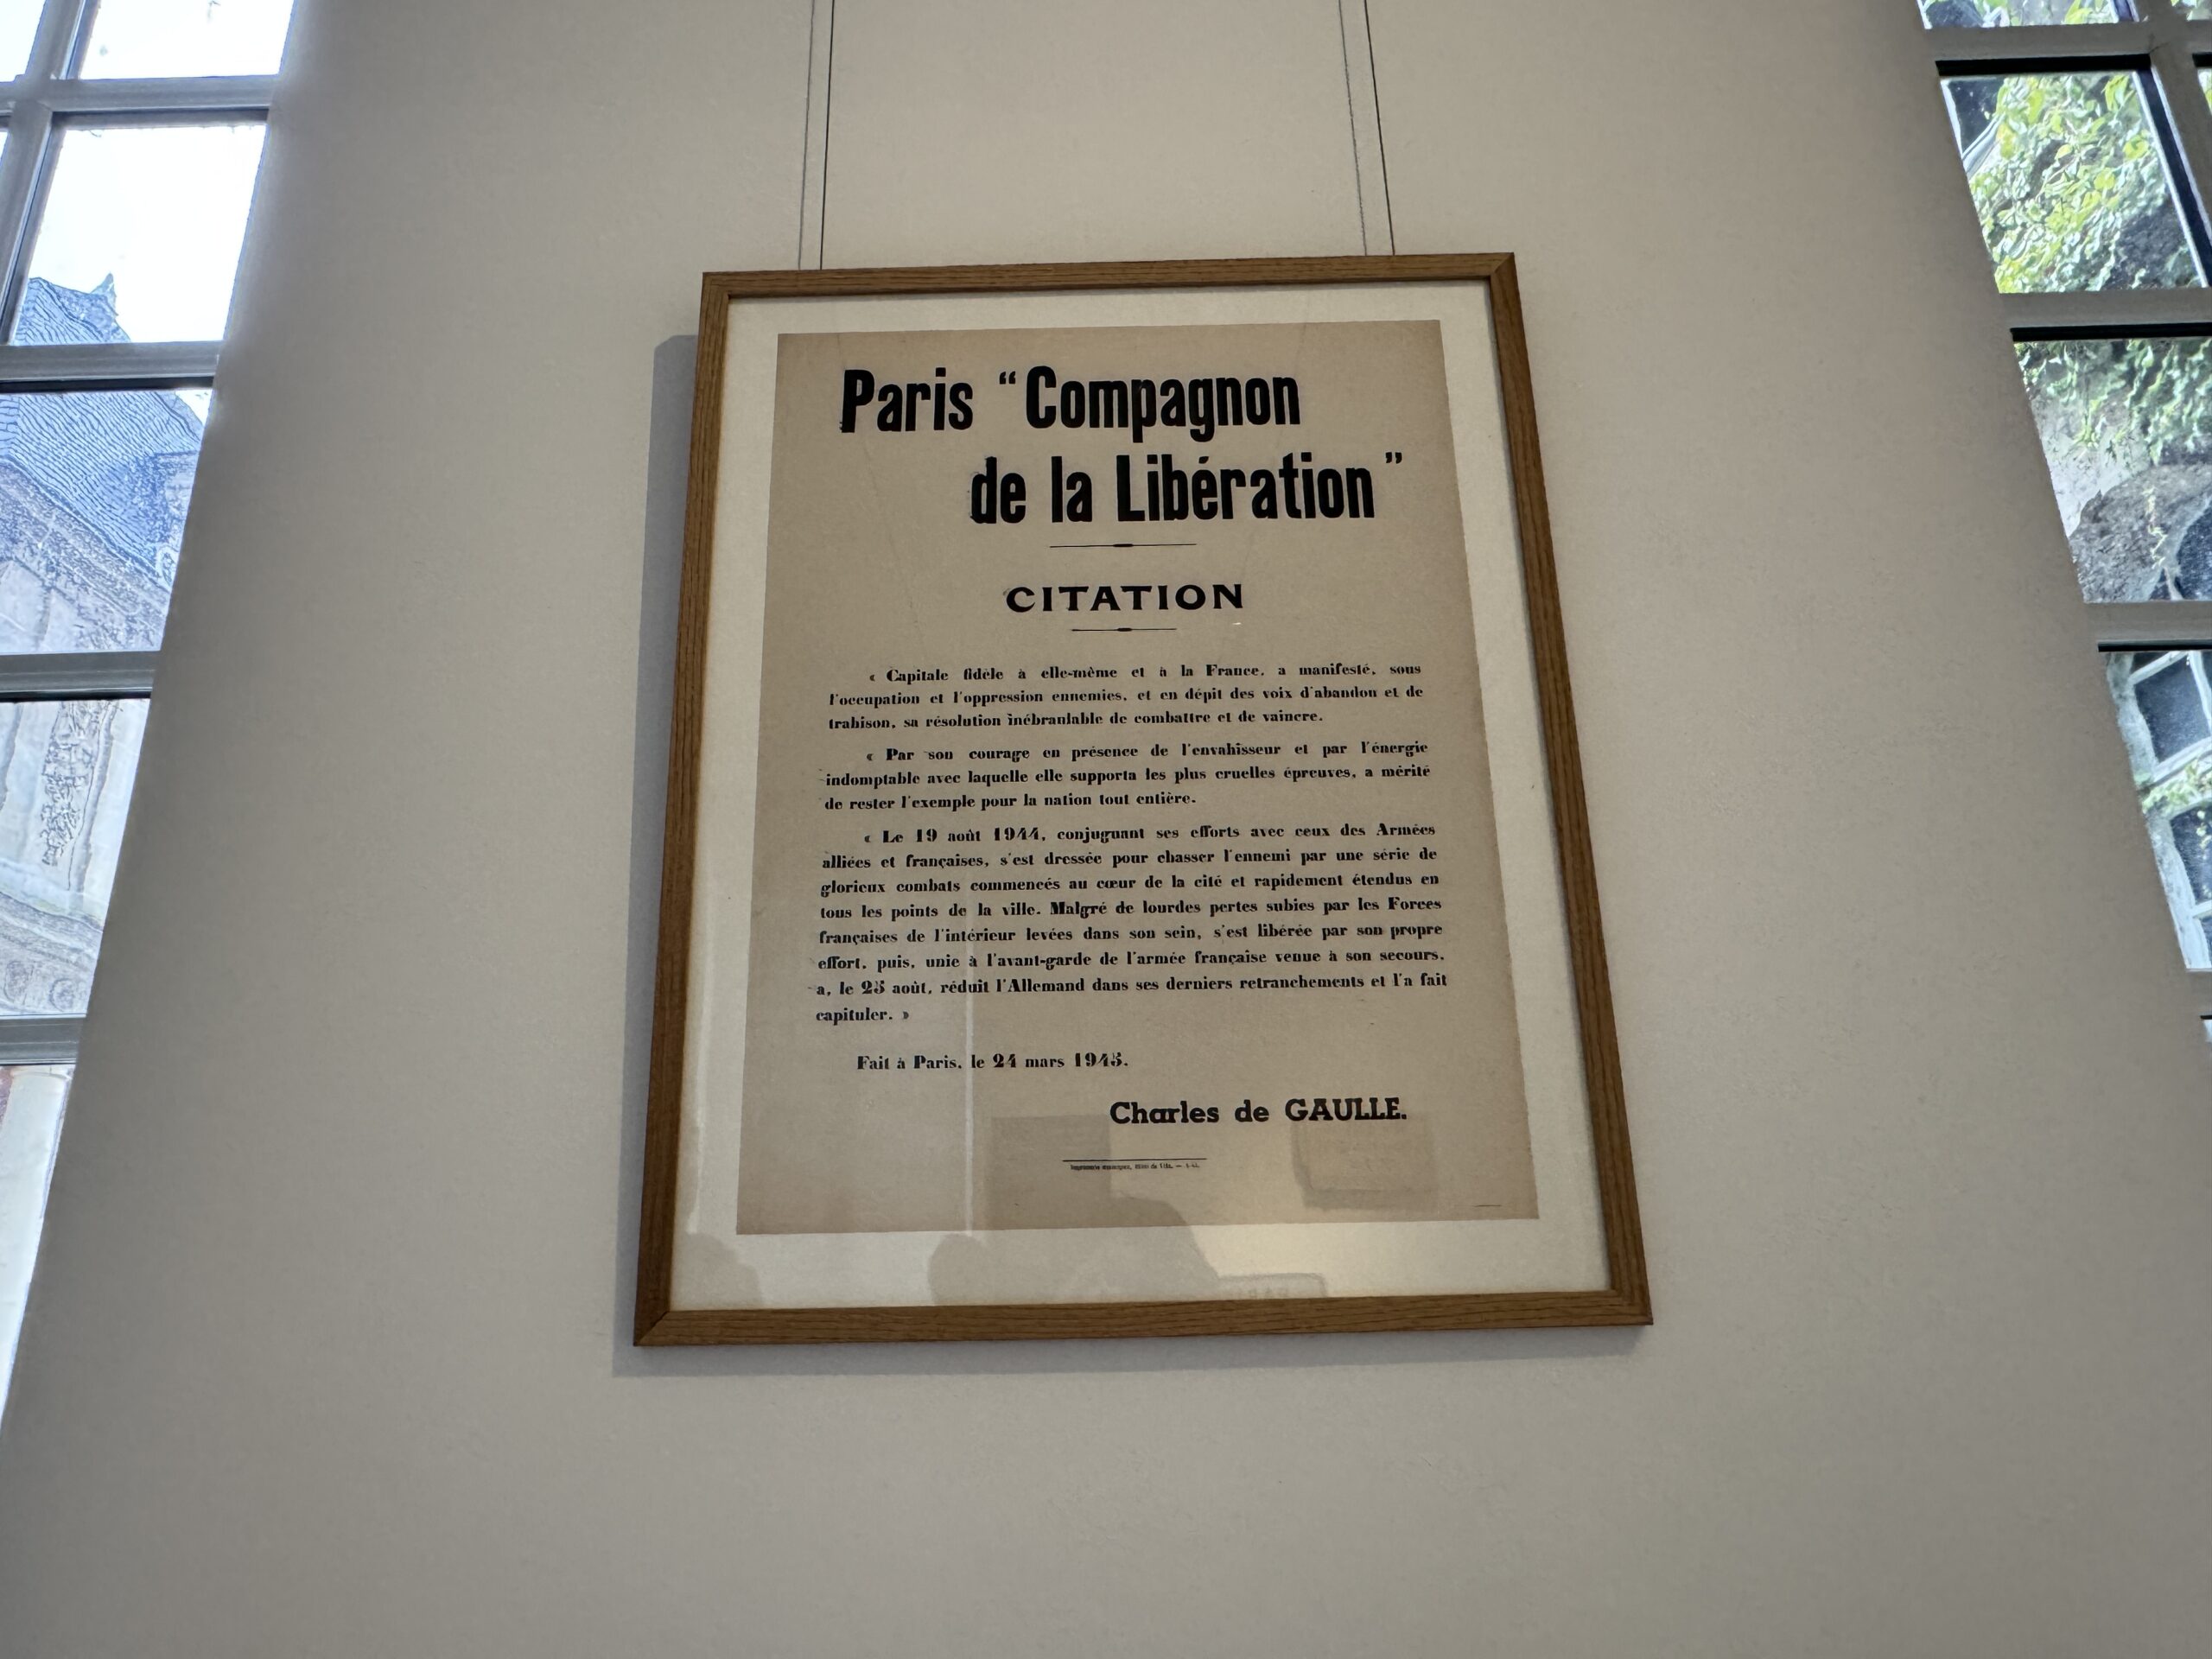 Paris “Compagnon
de la Libération”
CITATION
« Capitale fidèle à elle-même et à la France, a manifesté, sous
l'occupation et l'oppression ennemies, et en dépit des voix d'abandon et de
trahison, sa résolution inébranlable de combattre et de vaincre.
« Par son courage en présence de l'envahisseur et par l'énergie
indomptable avec laquelle elle supporta les plus cruelles épreuves, a mérité
de rester l'exemple pour la nation tout entière.
« Le 19 août 1944, conjuguant ses efforts avec ceux des Armées
alliées et françaises, s'est dressée pour chasser l'ennemi par une série de
glorieux combats commencés au cœur de la cité et rapidement étendus en
tous les points de la ville. Malgré de lourdes pertes subies par les Forces
françaises de l'intérieur levées dans son sein, s'est libérée par son propre
effort, puis, unie à l'avant-garde de l'armée française venue à son secours,
a, le 25 août, réduit l'Allemand dans ses derniers retranchements et l'a fait
capituler. »
Fait à Paris, le 24 mars 1945.
Charles de GAULLE.
Imprimerie municipale, Hôtel de Ville. —